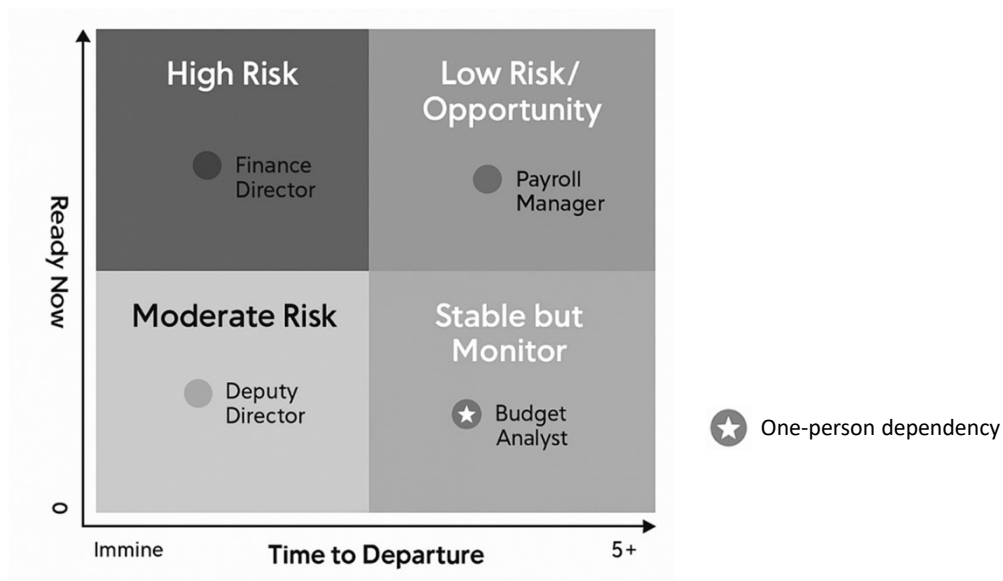 High Risk
Low Risk/
Opportunity
Finance
Director
Payroll
Manager
Ready Now
Moderate Risk
Stable but
Monitor
Deputy
Director
Budget
Analyst
One-person dependency
0
Immine
Time to Departure
5+